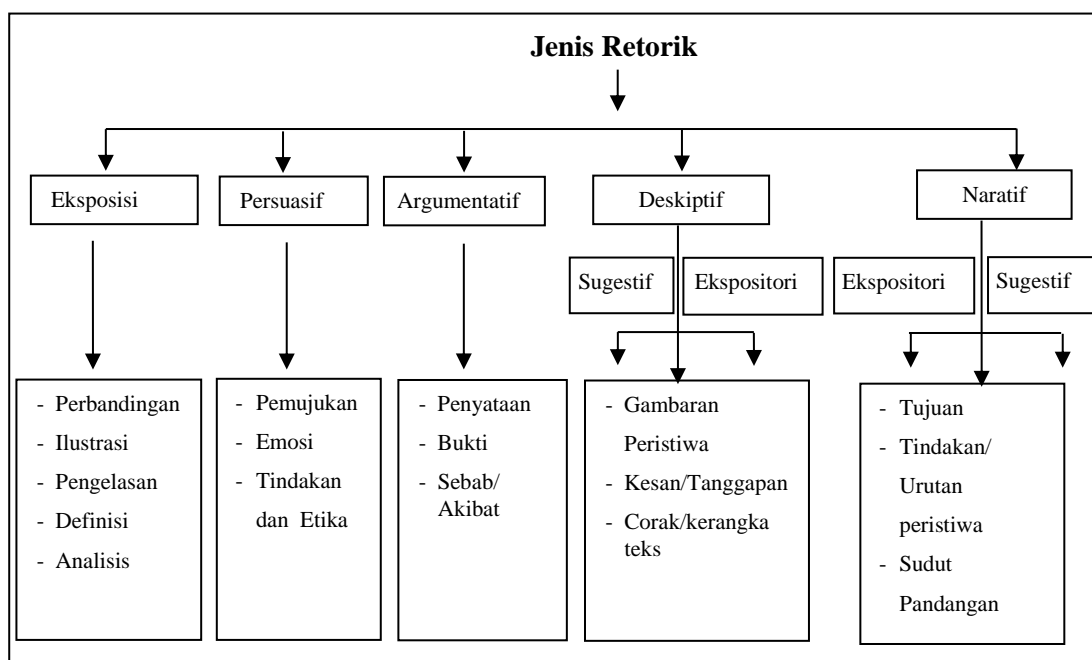 Jenis Retorik
Eksposisi
Persuasif
Argumentatif
Deskiptif
Naratif
Sugestif
Ekspositori
Ekspositori
Sugestif
- Perbandingan
- Ilustrasi
- Pengelasan
- Definisi
- Analisis
- Pemujukan
- Emosi
- Tindakan
dan Etika
- Penyataan
- Bukti
- Sebab/
Akibat
- Gambaran
Peristiwa
- Kesan/Tanggapan
- Corak/kerangka
teks
- Tujuan
- Tindakan/
Urutan
peristiwa
- Sudut
Pandangan